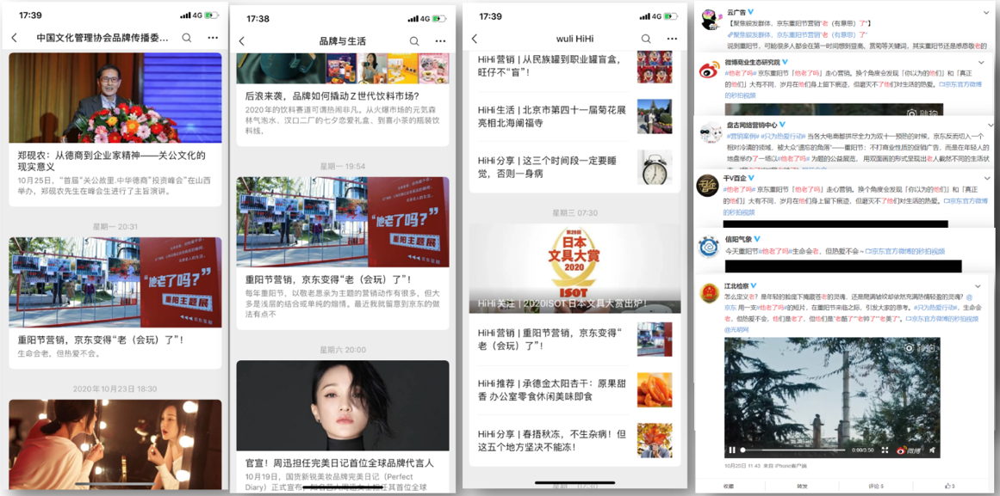 17:39
4G
中国文化管理协会品牌传播委...
郑砚农：从德商到企业家精神——关公文化的
现实意义
10月25日，“首届“关公故里.中华德商”投资峰会”在山西
举办，郑砚农先生在峰会生进行了主旨演讲。
星期一 20:31
“他老了吗？”
重阳主题展
重阳节营销，京东变得“老（会玩）了”！
生命会老，但热爱不会。
2020年10月23日 18:30
17:38
4G
品牌与生活
后浪来袭，品牌如何撬动Z世代饮料市场？
2020年的饮料赛道可谓热闹非凡。从火爆市场的元气森
林气泡水、汉口二厂的七夕恋爱礼盒、到喜小茶的瓶装饮
料线，
星期一 19:54
“他老了吗？”
重阳主题展
重阳节营销，京东变得“老（会玩）了”！
每年重阳节，以敬老思亲为主题的营销动作有很多，但大
多是浅层的结合或单纯的煽情。最近我就留意到京东的做
法有点不
星期六 20:00
官宣！周迅担任完美日记首位全球品牌代言人
10月19日，国货新锐美妆品牌完美日记（Perfect
17:39
4G
wuli HiHi
HiHi营销 | 从民族罐到职业罐盲盒，
旺仔不“盲”！
HiHi生活 | 北京市第四十一届菊花展
亮相北海阐福寺
HiHi分享 | 这三个时间段一定要睡
觉，否则一身病
星期三 07:30
第29回
日本
文具大赏
2020
ISOT
HiHi关注 | 2020ISOT日本文具大赏出炉！
HiHi营销 | 重阳节营销，京东变得“
老（会玩）了”！
HiHi推荐 | 承德金太阳杏干：原果甜
香 办公室零食休闲美味即食
HiHi分享 | 春捂秋冻，不生杂病！但
这五个地方坚决不能冻！
云广告
【聚焦银发群体，京东重阳节营销“老（有意思）了”】
聚焦银发群体，京东重阳节营销“老（有意思）了”
说到重阳节，可能很多人都会在第一时间想到登高、赏菊等关键词，其实重阳节还是感恩敬老的
微博商业生态研究院
#他老了吗# 京东重阳节「他老了吗」走心营销。换个角度会发现「你以为的他们」和「真正
的他们」大有不同，岁月在他们身上留下痕迹，但磨灭不了他们对生活的热爱。京东官方微博
的秒拍视频
盘古网络营销中心
#营销案例# #只为热爱行动# 当各大电商都拼尽全力为双十一预热的时候，京东反而切入一个
相对冷清的领域，被大众“遗忘的角落”——重阳节：不打商业性质的促销广告，而是在年轻人的
地盘举办了一场以#他老了吗#为题的公益展览，用双面画的形式呈现出老人截然不同的生活状
千V百企
#他老了吗# 京东重阳节「他老了吗」走心营销。换个角度会发现「你以为的他们」和「真正
的他们」大有不同，岁月在他们身上留下痕迹，但磨灭不了他们对生活的热爱。京东官方微博
的秒拍视频
信阳气象
今天重阳节#他老了吗#生命会老，但热爱不会～京东官方微博的秒拍视频
江北检察
怎么定义老？是年轻的脸庞下掩藏苍老的灵魂，还是爬满皱纹却依然充满热情轻盈的灵魂？@
京东 用一支#他老了吗#的短片，在重阳节来临之际，引发大家的思考。#只为热爱行动#，生命会
老，但热爱不会，他们是老了，但他们是“老酷了”“老帅了”“老美了”。京东官方微博的秒拍视频
@光明网
秒拍
0:00/3:50
微博
10月25日 11:43 来自 iPhone客户端
收藏
转发
评论 5
3